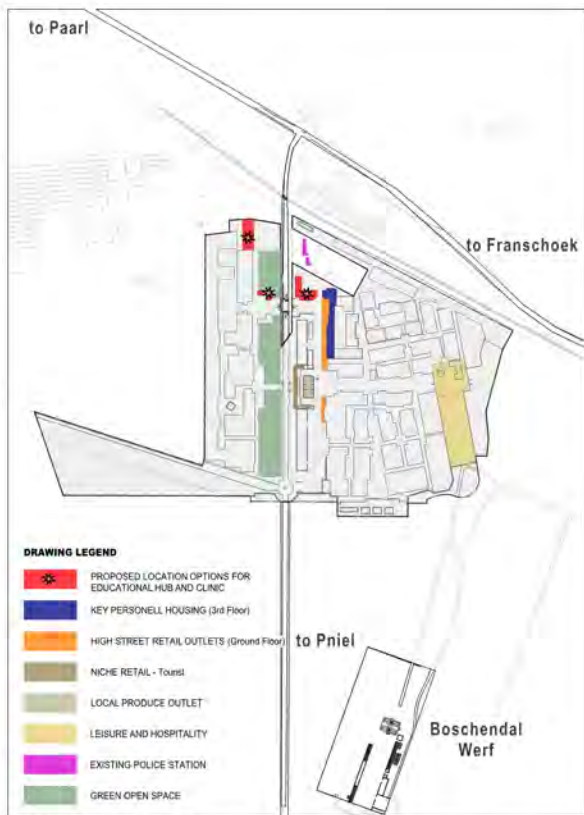 to Paarl
to Franschoek
DRAWING LEGEND
PROPOSED LOCATION OPTIONS FOR
EDUCATIONAL HUB AND CLINIC
KEY PERSONELL HOUSING (3rd Floor)
HIGH STREET RETAIL OUTLETS (Ground Floor)
to Pniel
NICHE RETAIL - Tourist
LOCAL PRODUCE OUTLET
Boschendal
Werf
LEISURE AND HOSPITALITY
EXISTING POLICE STATION
GREEN OPEN SPACE